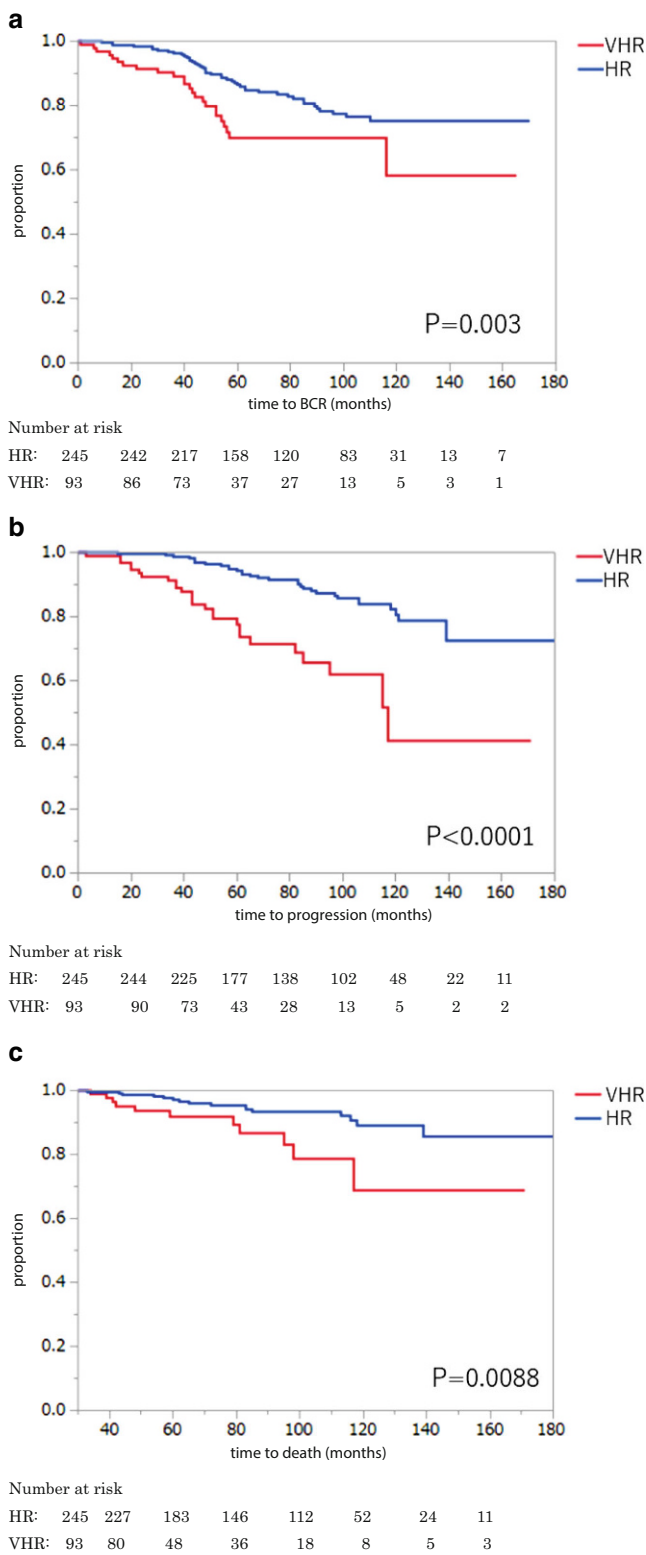 a
1.0
0.8
0.6
0.4
0.2
0.0
proportion
VHR
HR
P=0.003
0 20 40 60 80 100 120 140 160 180
time to BCR (months)
Number at risk
HR: 245 242 217 158 120 83 31 13 7
VHR: 93 86 73 37 27 13 5 3 1
b
1.0
0.8
0.6
0.4
0.2
0.0
proportion
VHR
HR
P<0.0001
0 20 40 60 80 100 120 140 160 180
time to progression (months)
Number at risk
HR: 245 244 225 177 138 102 48 22 11
VHR: 93 90 73 43 28 13 5 2 2
c
1.0
0.8
0.6
0.4
0.2
0.0
proportion
VHR
HR
P=0.0088
40 60 80 100 120 140 160 180
time to death (months)
Number at risk
HR: 245 227 183 146 112 52 24 11
VHR: 93 80 48 36 18 8 5 3